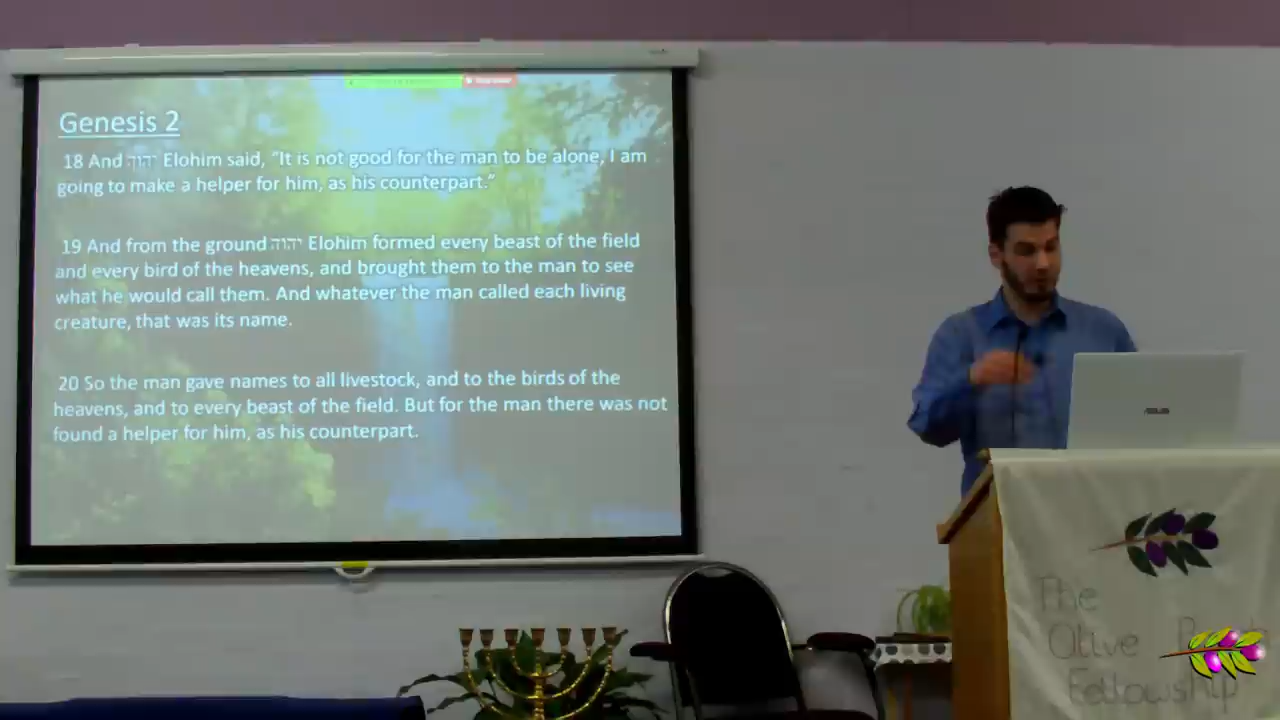 Genesis 2
18 And יהוה Elohim said, “It is not good for the man to be alone, I am
going to make a helper for him, as his counterpart.”
19 And from the ground יהוה Elohim formed every beast of the field
and every bird of the heavens, and brought them to the man to see
what he would call them. And whatever the man called each living
creature, that was its name.
20 So the man gave names to all livestock, and to the birds of the
heavens, and to every beast of the field. But for the man there was not
found a helper for him, as his counterpart.
ASUS
The
Olive
Fellowship